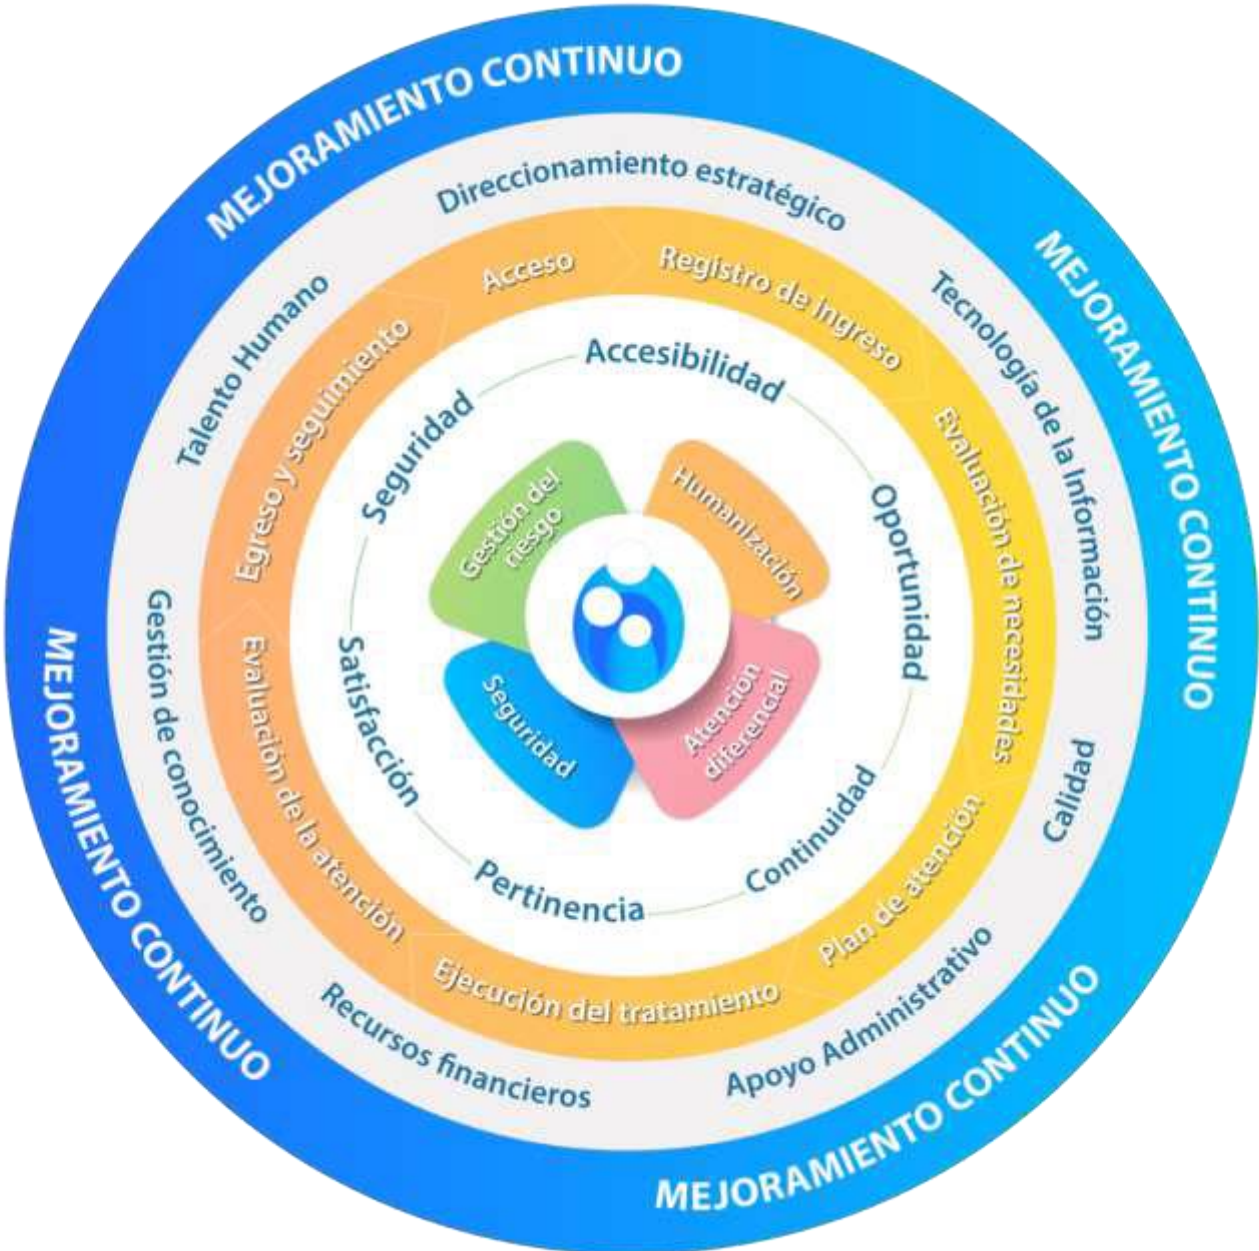 MEJORAMIENTO CONTINUO
MEJORAMIENTO CONTINUO
MEJORAMIENTO CONTINUO
MEJORAMIENTO CONTINUO
Direccionamiento estratégico
Tecnología de la Información
Calidad
Apoyo Administrativo
Recursos financieros
Gestión de conocimiento
Talento Humano
Acceso
Registro de ingreso
Evaluación de necesidades
Plan de atención
Ejecución del tratamiento
Evaluación de la atención
Egreso y seguimiento
Accesibilidad
Oportunidad
Continuidad
Pertinencia
Satisfacción
Seguridad
Gestión del
riesgo
Humanización
Atención
diferencial
Seguridad